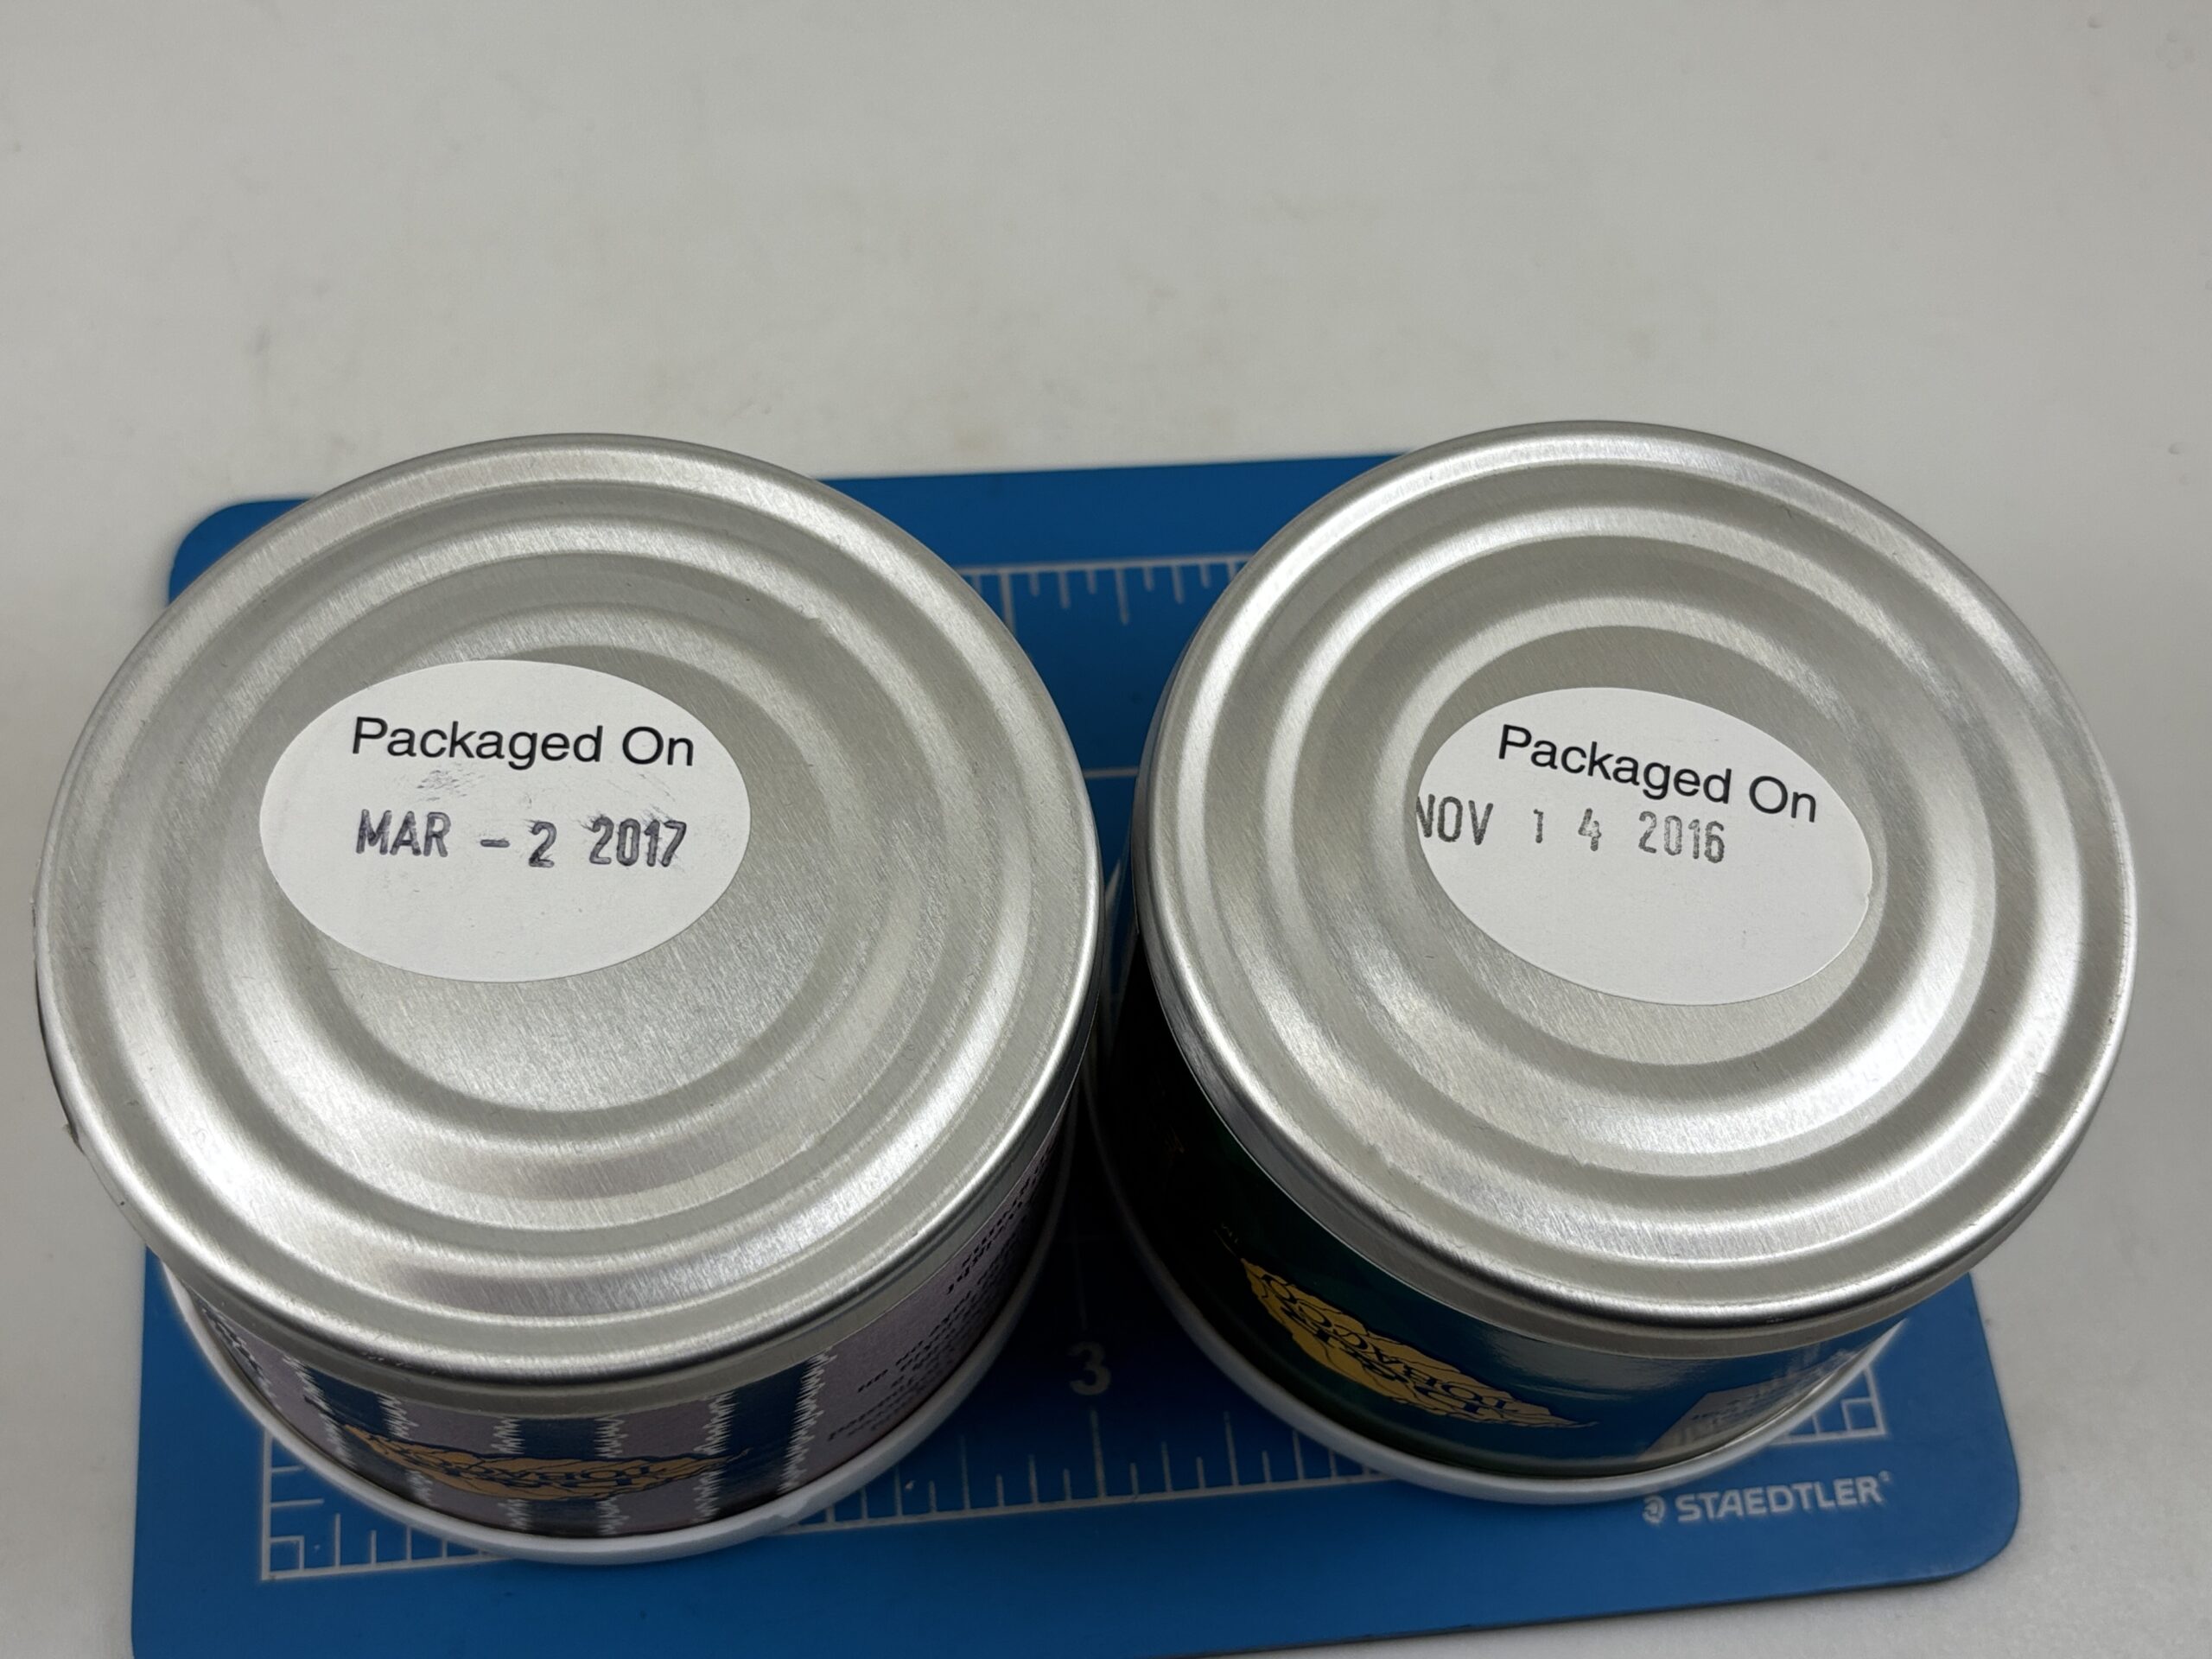 Packaged On
MAR - 2 2017
Packaged On
NOV 1 4 2016
3
STAEDTLER